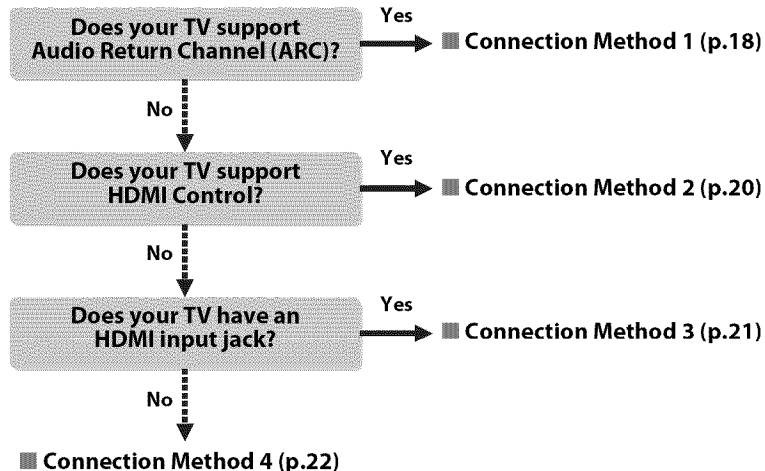 Does your TV support
Audio Return Channel (ARC)?
Yes
Connection Method 1 (p.18)
No
Does your TV support
HDMI Control?
Yes
Connection Method 2 (p.20)
No
Does your TV have an
HDMI input jack?
Yes
Connection Method 3 (p.21)
No
Connection Method 4 (p.22)